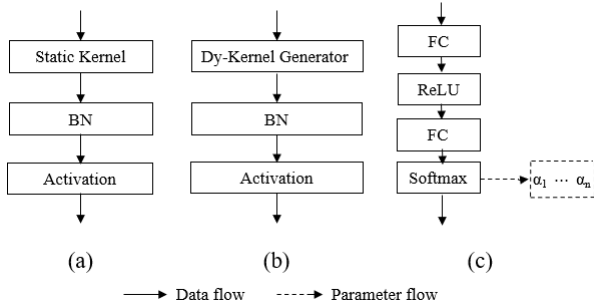 Static Kernel
BN
Activation
(a)
Dy-Kernel Generator
BN
Activation
(b)
FC
ReLU
FC
Softmax
α1 ··· αn
(c)
Data flow
Parameter flow